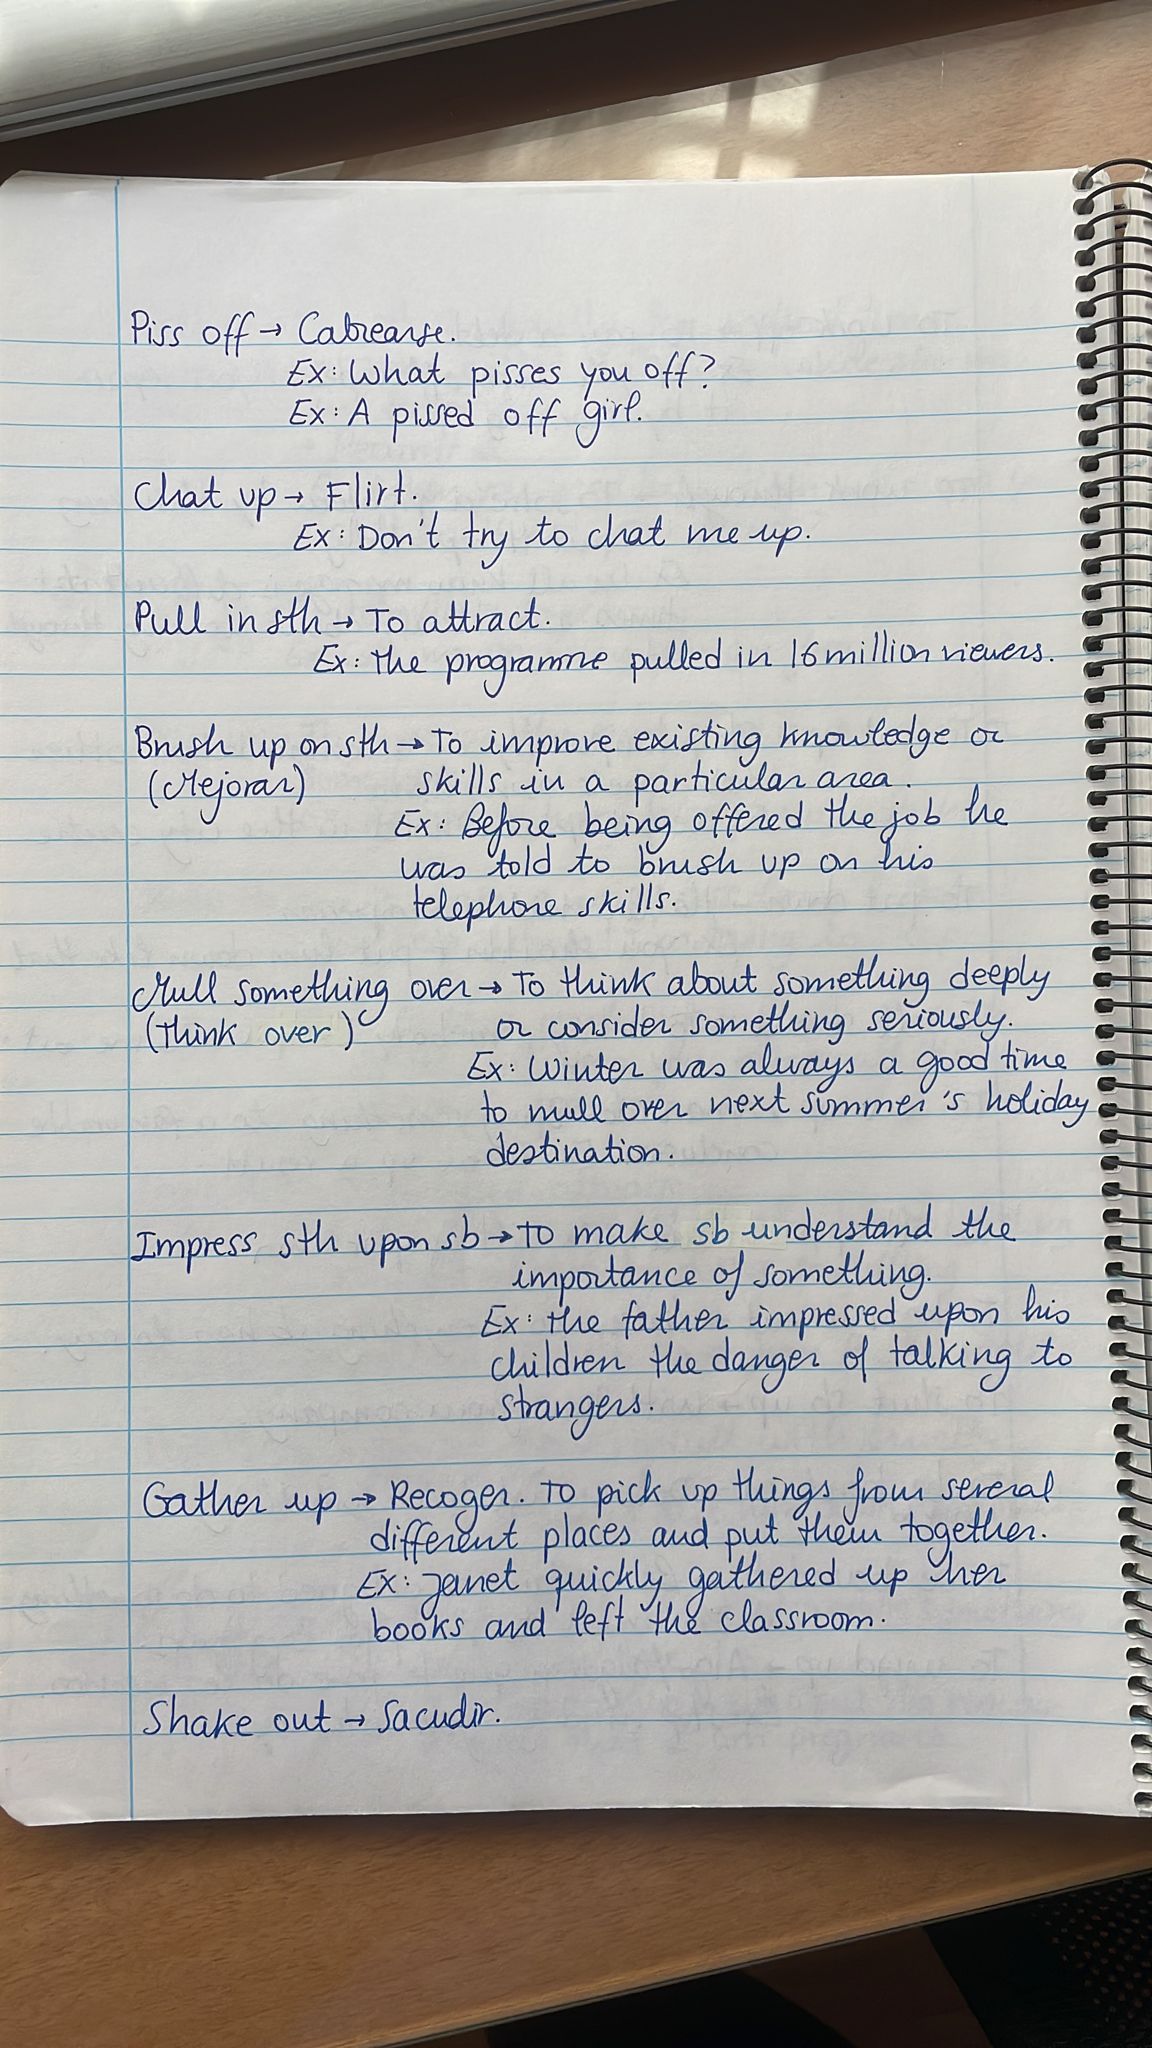 Piss off → Cabrearse.
Ex: What pisses you off?
Ex: A pissed off girl.
Chat up → Flirt.
Ex: Don't try to chat me up.
Pull in sth → To attract.
Ex: The programme pulled in 16 million viewers.
Brush up on sth → To improve existing knowledge or
(Mejorar) skills in a particular area.
Ex: Before being offered the job he
was told to brush up on his
telephone skills.
Mull something over → To think about something deeply
(Think over) or consider something seriously.
Ex: Winter was always a good time
to mull over next summer's holiday
destination.
Impress sth upon sb → To make sb understand the
importance of something.
Ex: The father impressed upon his
children the danger of talking to
strangers.
Gather up → Recoger. To pick up things from several
different places and put them together.
Ex: Janet quickly gathered up her
books and left the classroom.
Shake out → Sacudir.